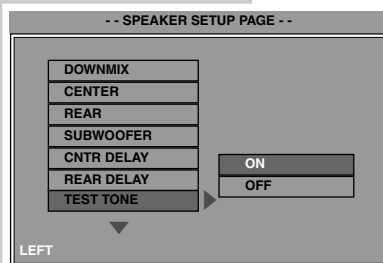 - - SPEAKER SETUP PAGE - -
DOWNMIX
CENTER
REAR
SUBWOOFER
CNTR DELAY
REAR DELAY
TEST TONE
ON
OFF
LEFT